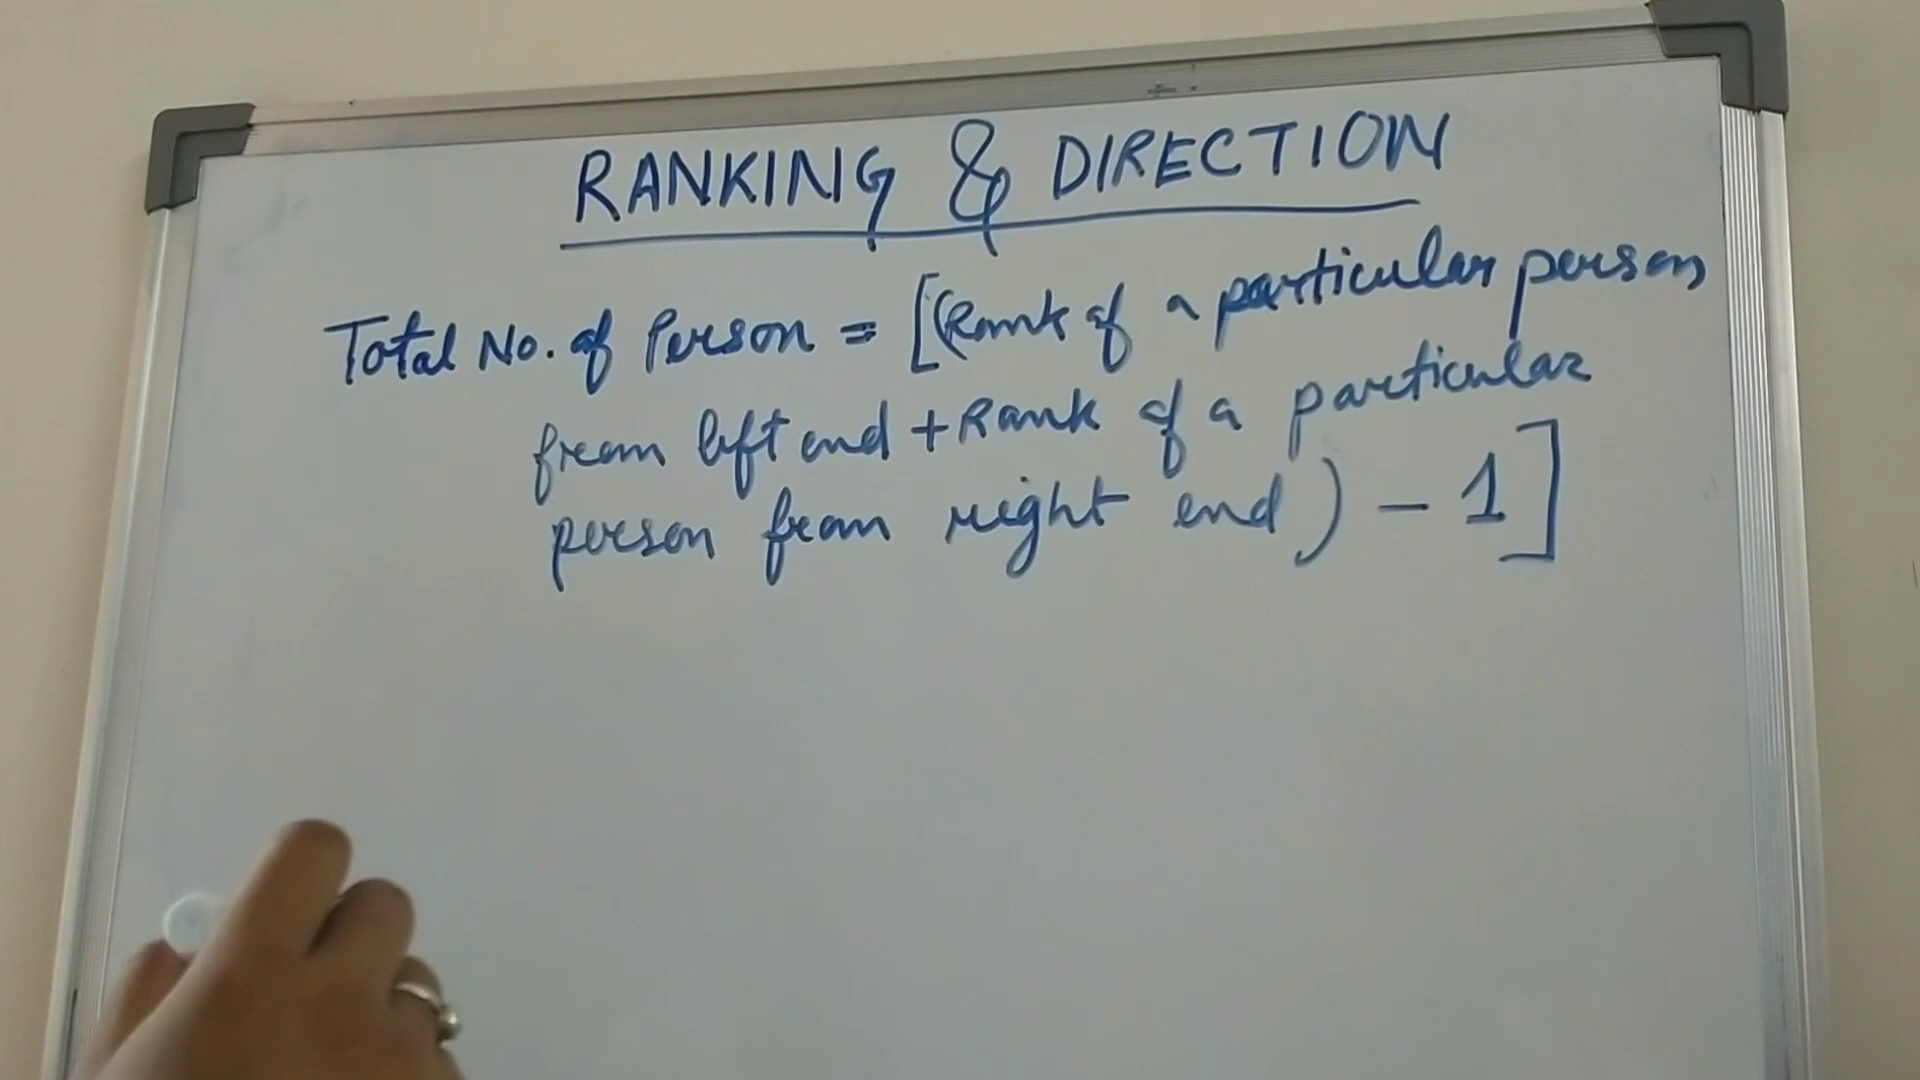 RANKING & DIRECTION
Total No. of Person = [(Rank of a particular person
from left end + Rank of a particular
person from right end) - 1]